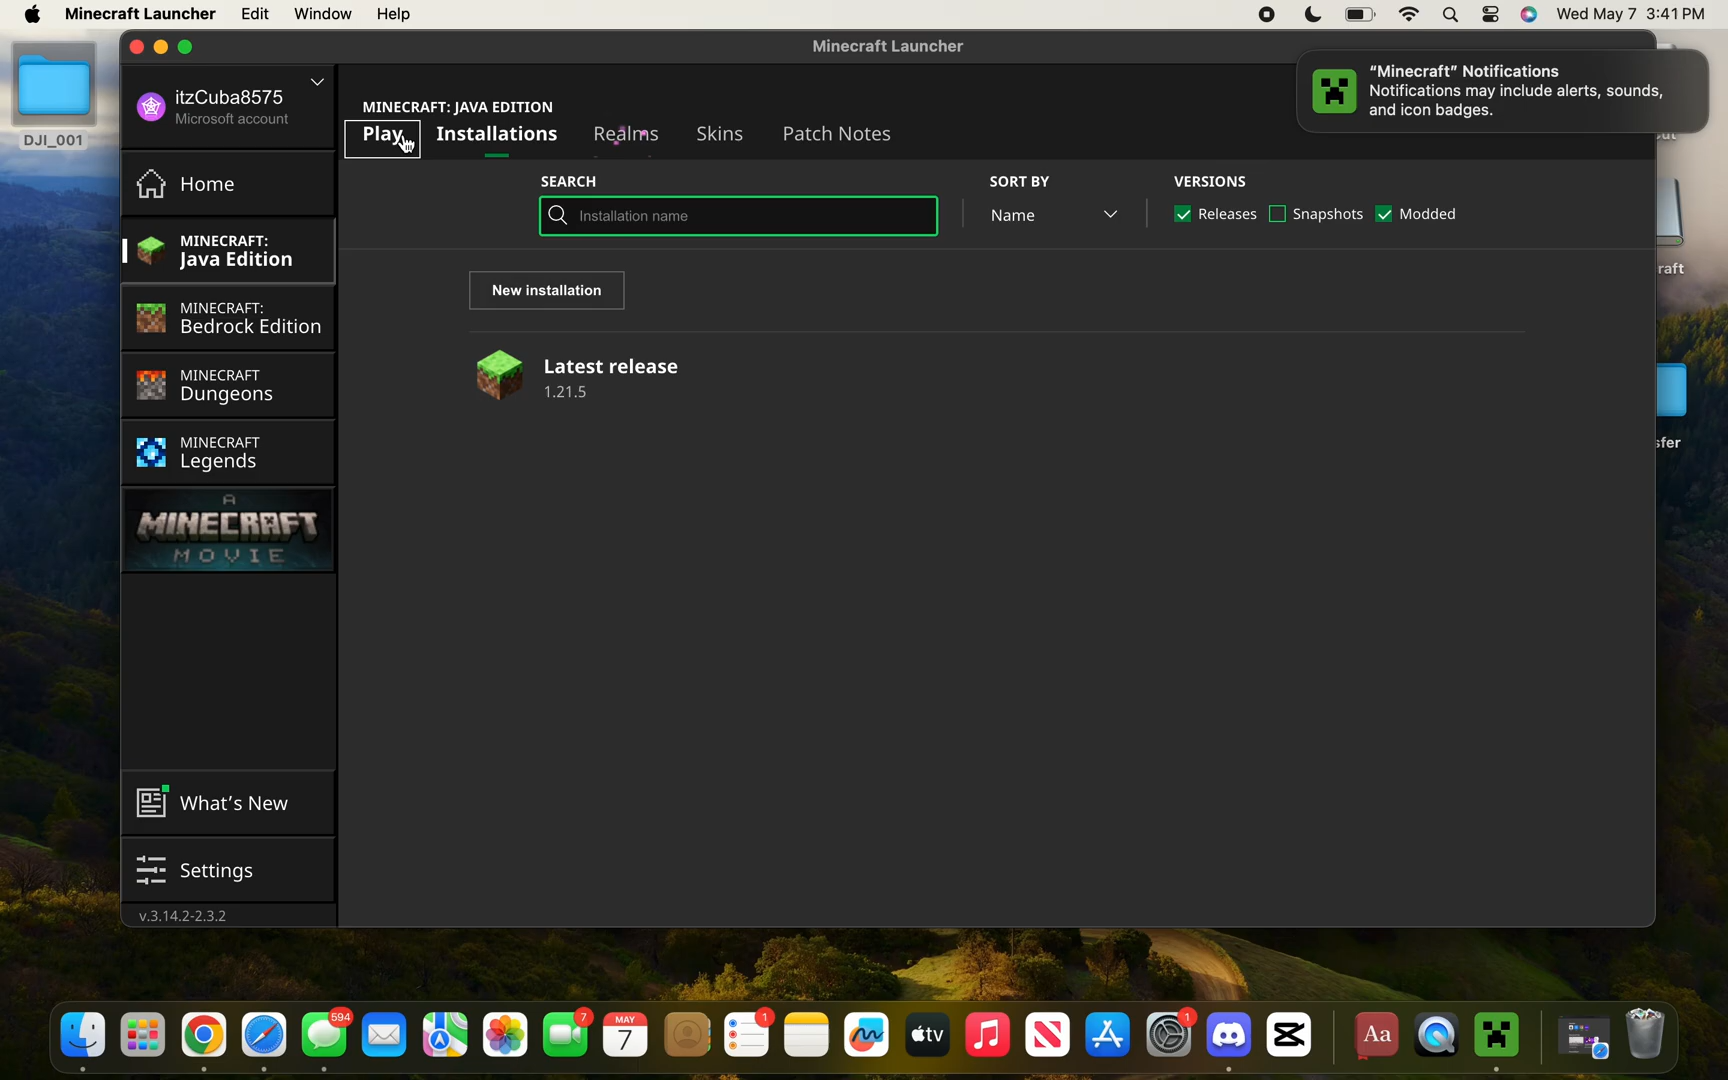 Minecraft Launcher Edit Window Help
Wed May 7 3:41 PM
Minecraft Launcher
DJI_001
itzCuba8575
Microsoft account
Home
MINECRAFT:
Java Edition
MINECRAFT:
Bedrock Edition
MINECRAFT
Dungeons
MINECRAFT
Legends
A
MINECRAFT
MOVIE
What's New
Settings
v.3.14.2-2.3.2
MINECRAFT: JAVA EDITION
Play Installations Realms Skins Patch Notes
SEARCH
Installation name
SORT BY
Name
VERSIONS
Releases Snapshots Modded
New installation
Latest release
1.21.5
"Minecraft" Notifications
Notifications may include alerts, sounds,
and icon badges.
cut
raft
sfer
594
7
MAY
7
1
tv
1
Aa